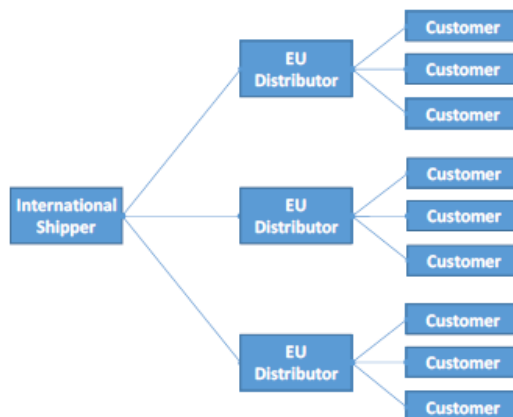 Customer
EU
Distributor
Customer
Customer
Customer
International
Shipper
EU
Distributor
Customer
Customer
Customer
EU
Distributor
Customer
Customer